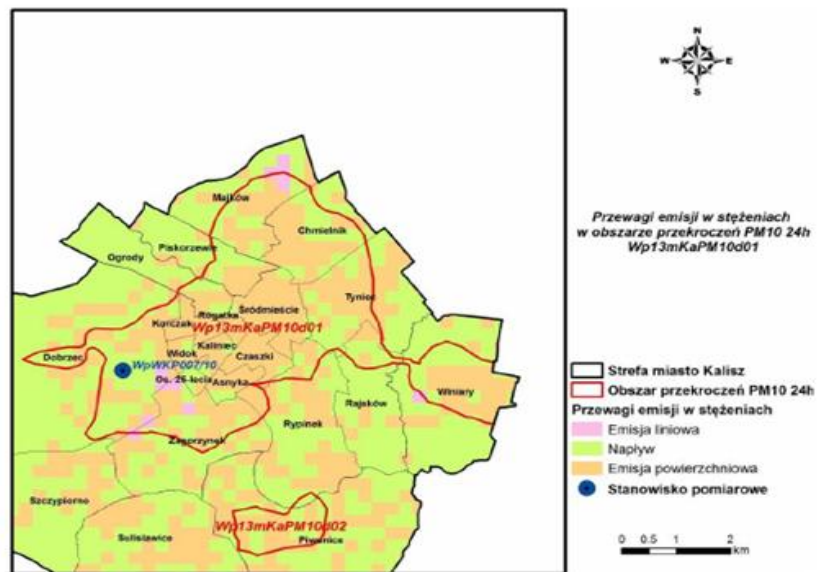 N
W E
S
Przewagi emisji w stężeniach
w obszarze przekroczeń PM10 24h
Wp13mKaPM10d01
Majków
Chmielnik
Piskorzewie
Ogrody
Tyniec
Śródmieście
Rogatka
Korczak
Wp13mKaPM10d01
Kaliniec
Dobrzec
Widok
Czaszki
WpWKP007/10
Os. 25-lecia
Asnyka
Winiary
Rajsków
Rypinek
Zagorzynek
Szczypiorno
Wp13mKaPM10d02
Sulisławice
Piwonice
Strefa miasto Kalisz
Obszar przekroczeń PM10 24h
Przewagi emisji w stężeniach
Emisja liniowa
Napływ
Emisja powierzchniowa
Stanowisko pomiarowe
0 0.5 1 2
km